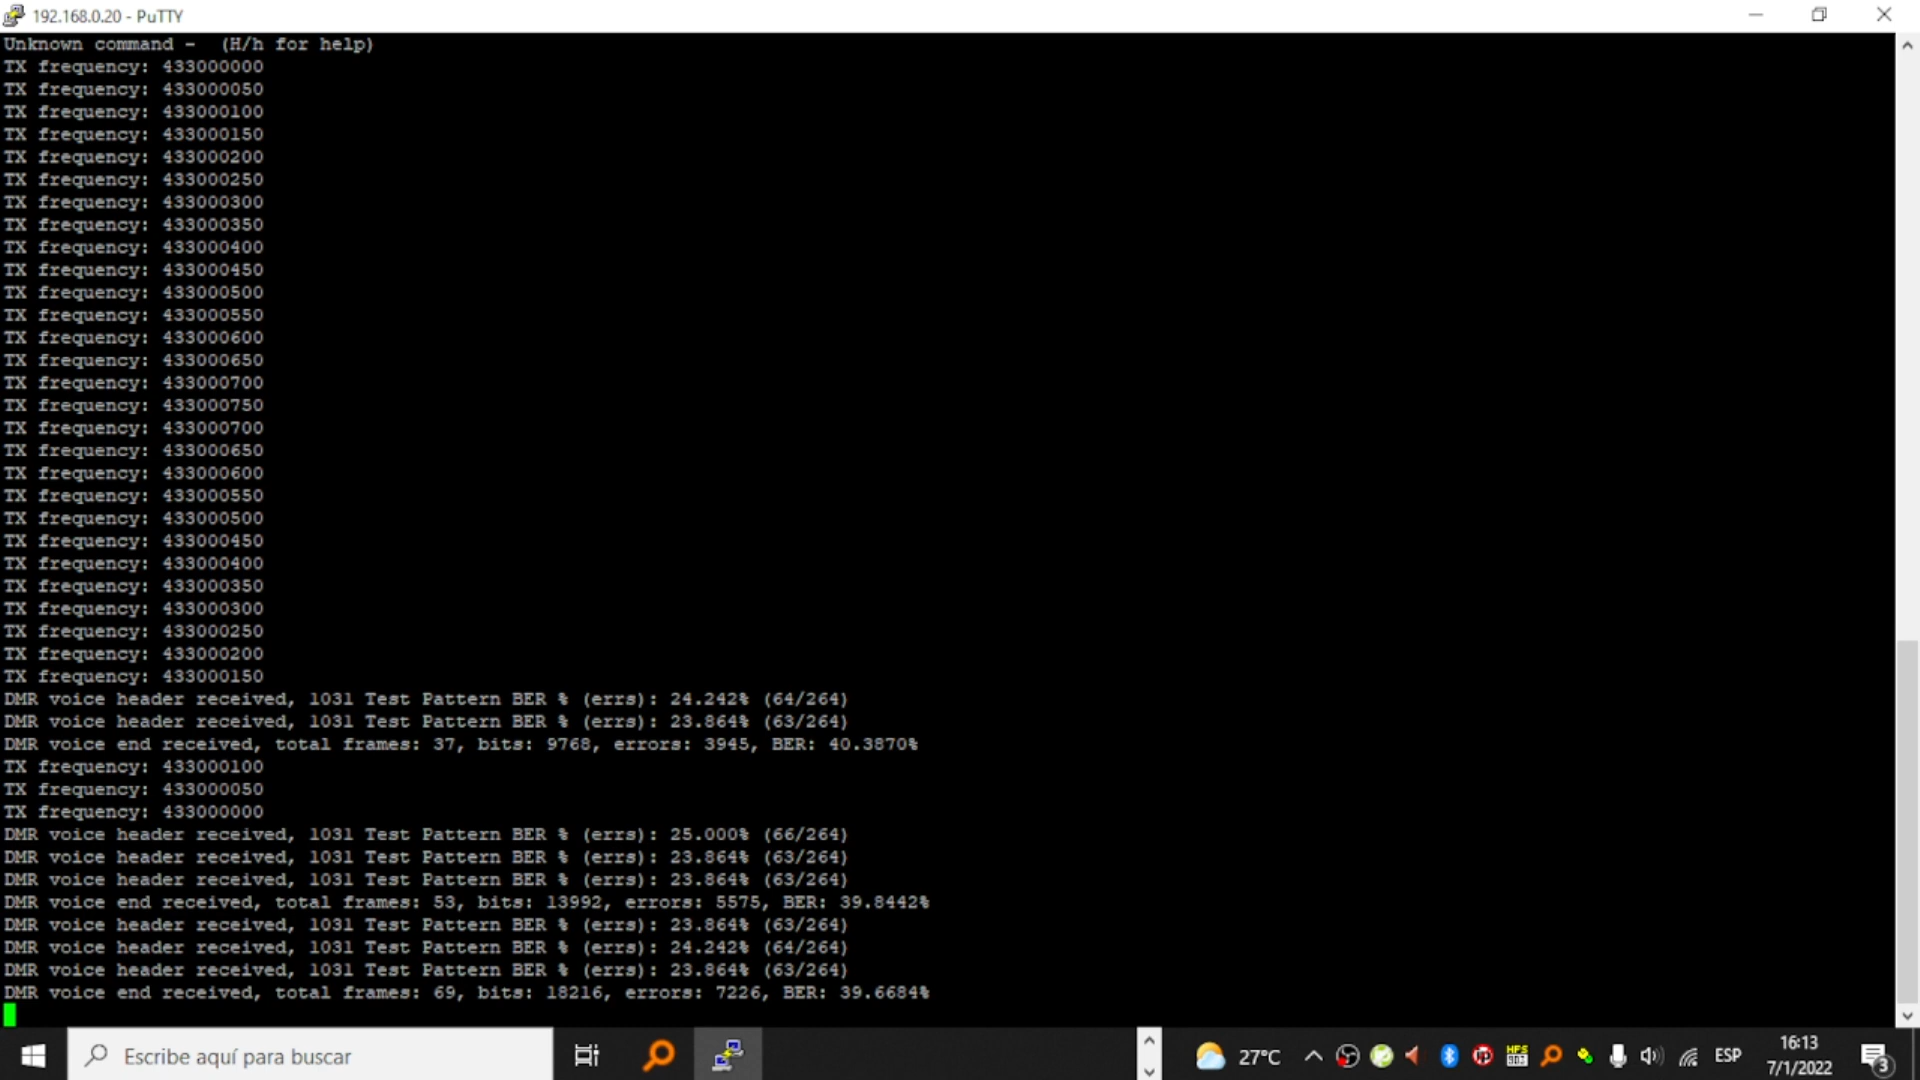 192.168.0.20 - PuTTY
Unknown command -  (H/h for help)
TX frequency: 433000000
TX frequency: 433000050
TX frequency: 433000100
TX frequency: 433000150
TX frequency: 433000200
TX frequency: 433000250
TX frequency: 433000300
TX frequency: 433000350
TX frequency: 433000400
TX frequency: 433000450
TX frequency: 433000500
TX frequency: 433000550
TX frequency: 433000600
TX frequency: 433000650
TX frequency: 433000700
TX frequency: 433000750
TX frequency: 433000700
TX frequency: 433000650
TX frequency: 433000600
TX frequency: 433000550
TX frequency: 433000500
TX frequency: 433000450
TX frequency: 433000400
TX frequency: 433000350
TX frequency: 433000300
TX frequency: 433000250
TX frequency: 433000200
TX frequency: 433000150
DMR voice header received, 1031 Test Pattern BER % (errs): 24.242% (64/264)
DMR voice header received, 1031 Test Pattern BER % (errs): 23.864% (63/264)
DMR voice end received, total frames: 37, bits: 9768, errors: 3945, BER: 40.3870%
TX frequency: 433000100
TX frequency: 433000050
TX frequency: 433000000
DMR voice header received, 1031 Test Pattern BER % (errs): 25.000% (66/264)
DMR voice header received, 1031 Test Pattern BER % (errs): 23.864% (63/264)
DMR voice header received, 1031 Test Pattern BER % (errs): 23.864% (63/264)
DMR voice end received, total frames: 53, bits: 13992, errors: 5575, BER: 39.8442%
DMR voice header received, 1031 Test Pattern BER % (errs): 23.864% (63/264)
DMR voice header received, 1031 Test Pattern BER % (errs): 24.242% (64/264)
DMR voice header received, 1031 Test Pattern BER % (errs): 23.864% (63/264)
DMR voice end received, total frames: 69, bits: 18216, errors: 7226, BER: 39.6684%
Escribe aquí para buscar
27°C
HFS
ESP
16:13
7/1/2022
3